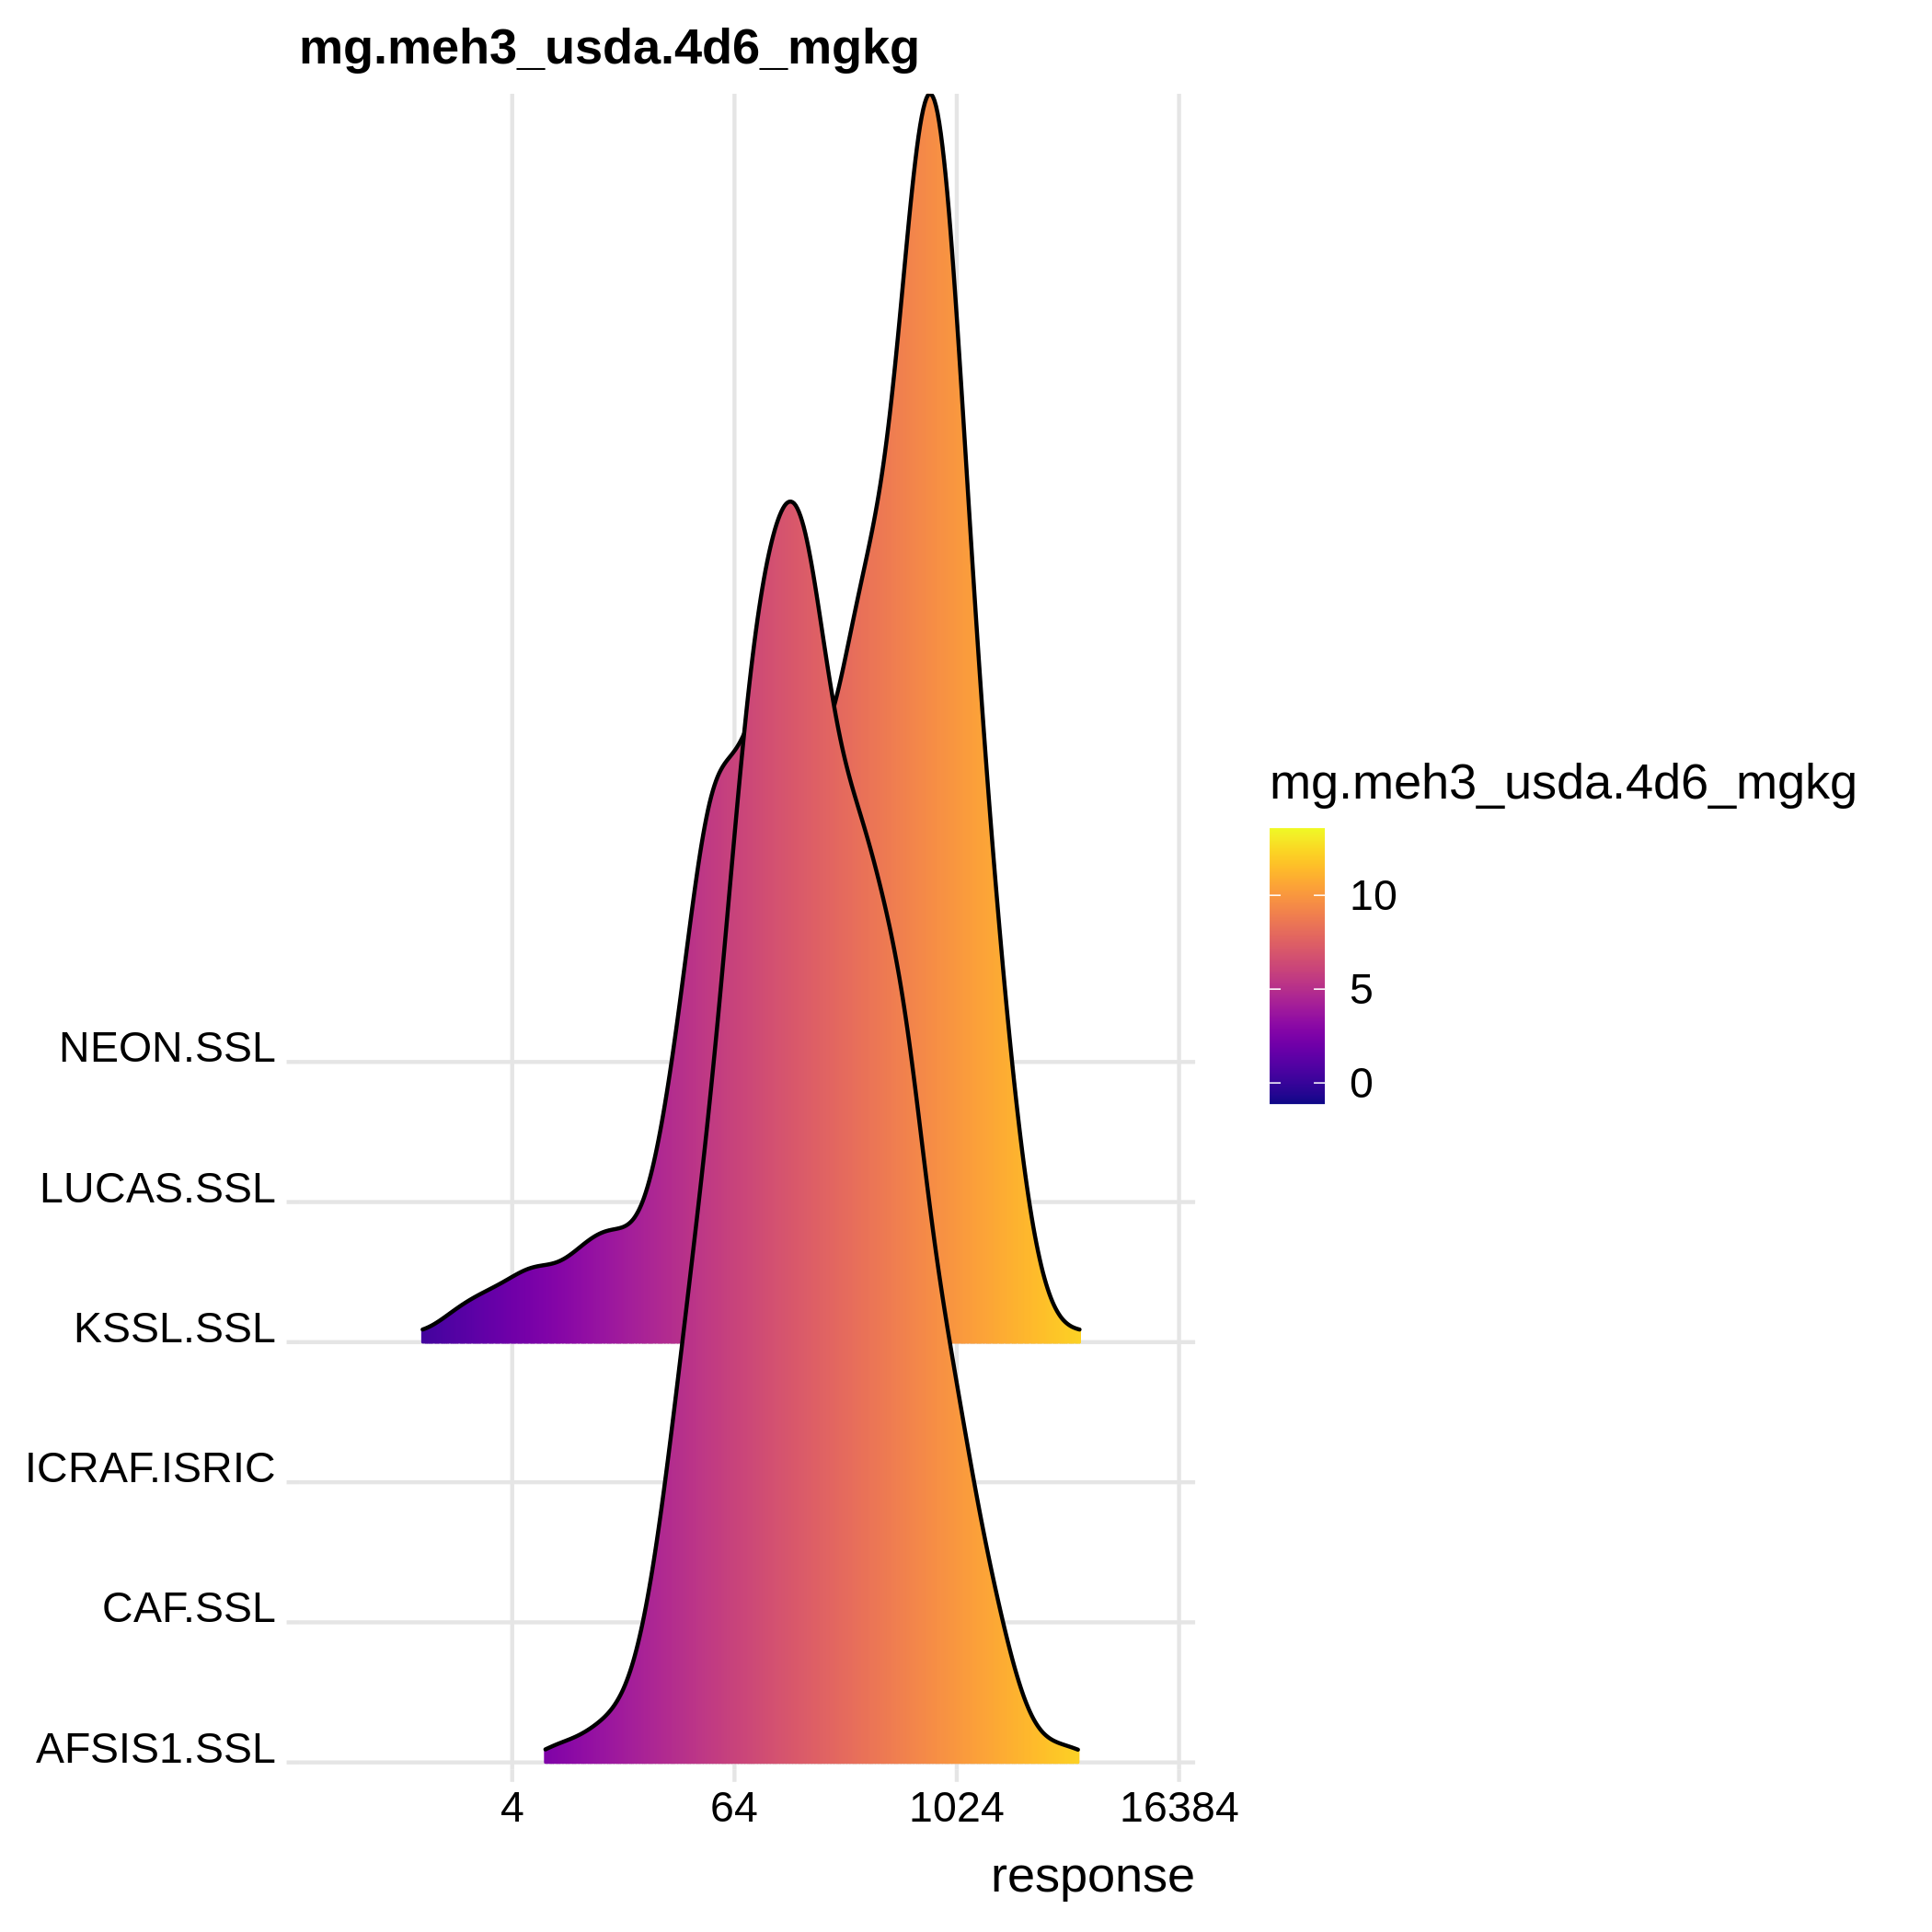 mg.meh3_usda.4d6_mgkg
NEON.SSL
LUCAS.SSL
KSSL.SSL
ICRAF.ISRIC
CAF.SSL
AFSIS1.SSL
4 64 1024 16384
response
mg.meh3_usda.4d6_mgkg
10
5
0